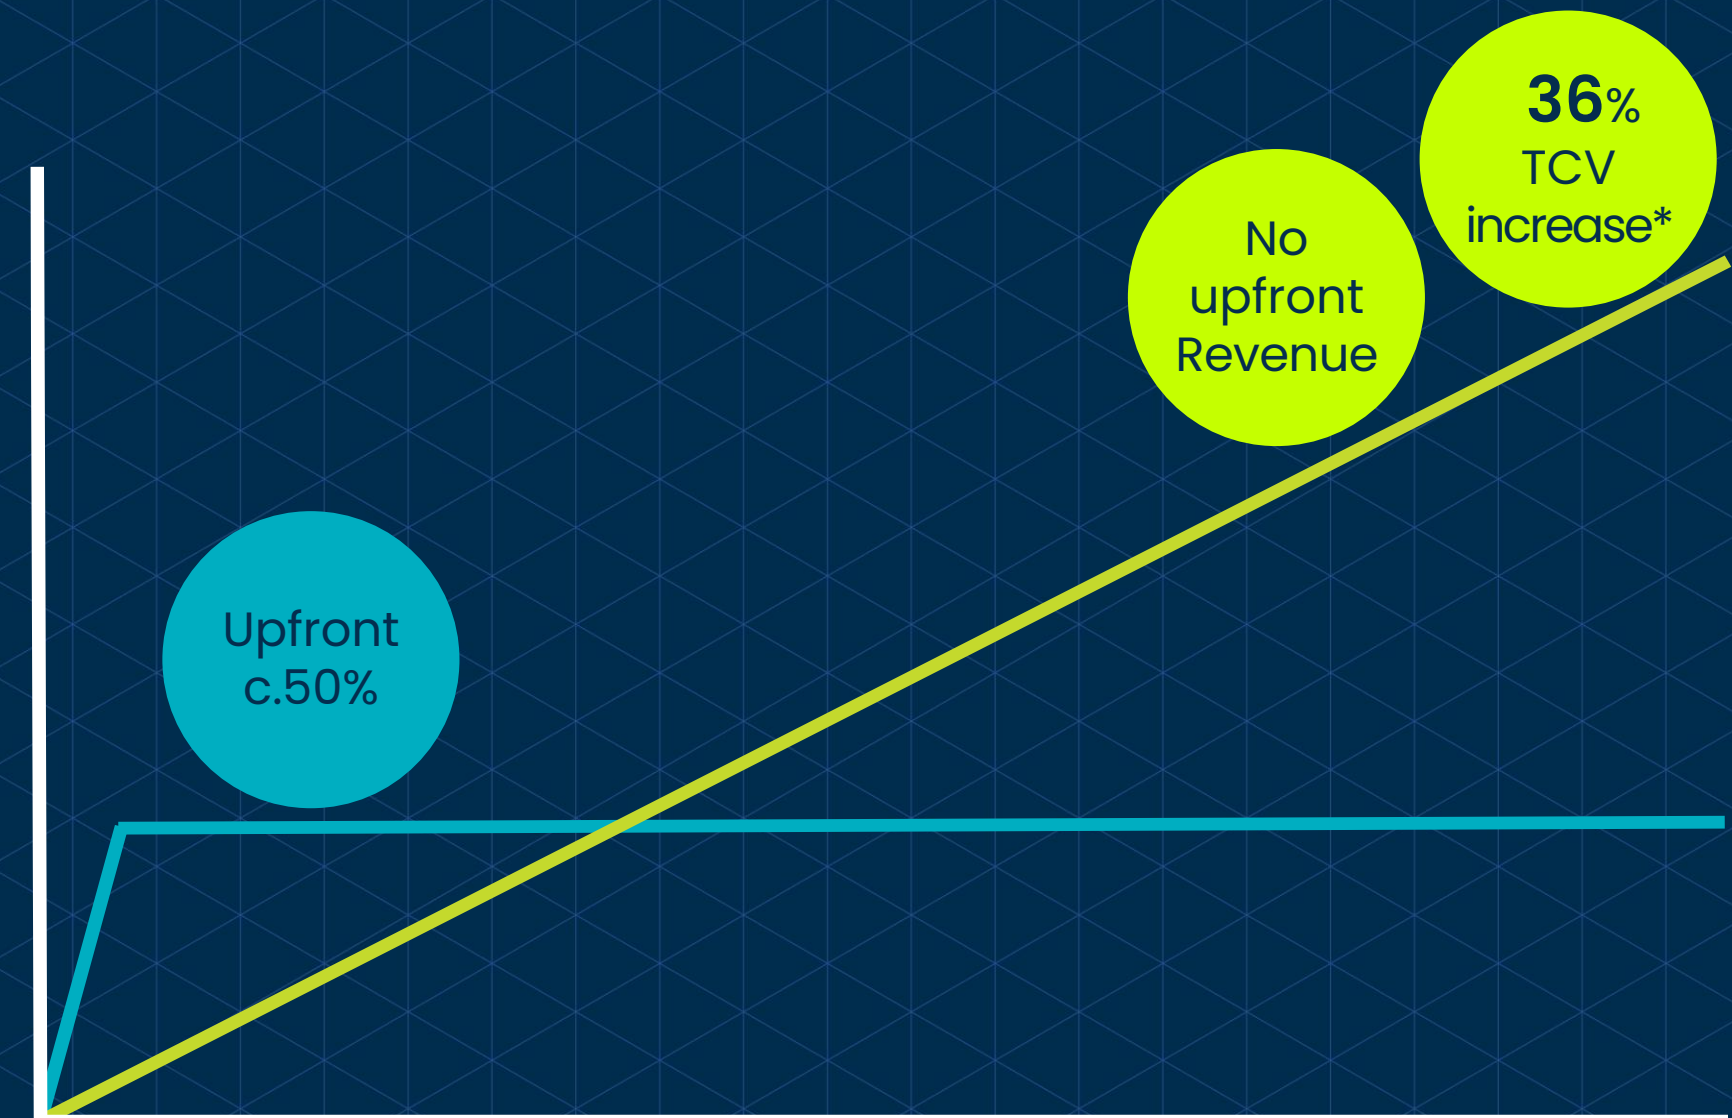 36%
TCV
increase*
No
upfront
Revenue
Upfront
c.50%